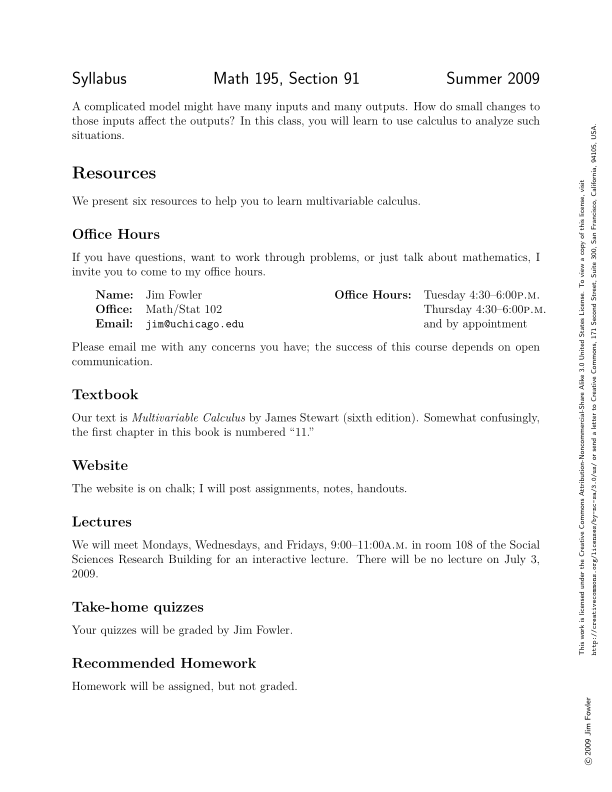 Syllabus Math 195, Section 91 Summer 2009
A complicated model might have many inputs and many outputs. How do small changes to
those inputs affect the outputs? In this class, you will learn to use calculus to analyze such
situations.
Resources
We present six resources to help you to learn multivariable calculus.
Office Hours
If you have questions, want to work through problems, or just talk about mathematics, I
invite you to come to my office hours.
Name: Jim Fowler Office Hours: Tuesday 4:30–6:00P.M.
Office: Math/Stat 102 Thursday 4:30–6:00P.M.
Email: jim@uchicago.edu and by appointment
Please email me with any concerns you have; the success of this course depends on open
communication.
Textbook
Our text is Multivariable Calculus by James Stewart (sixth edition). Somewhat confusingly,
the first chapter in this book is numbered “11.”
Website
The website is on chalk; I will post assignments, notes, handouts.
Lectures
We will meet Mondays, Wednesdays, and Fridays, 9:00–11:00A.M. in room 108 of the Social
Sciences Research Building for an interactive lecture. There will be no lecture on July 3,
2009.
Take-home quizzes
Your quizzes will be graded by Jim Fowler.
Recommended Homework
Homework will be assigned, but not graded.
This work is licensed under the Creative Commons Attribution-Noncommercial-Share Alike 3.0 United States License. To view a copy of this license, visit
http://creativecommons.org/licenses/by-nc-sa/3.0/us/ or send a letter to Creative Commons, 171 Second Street, Suite 300, San Francisco, California, 94105, USA.
© 2009 Jim Fowler